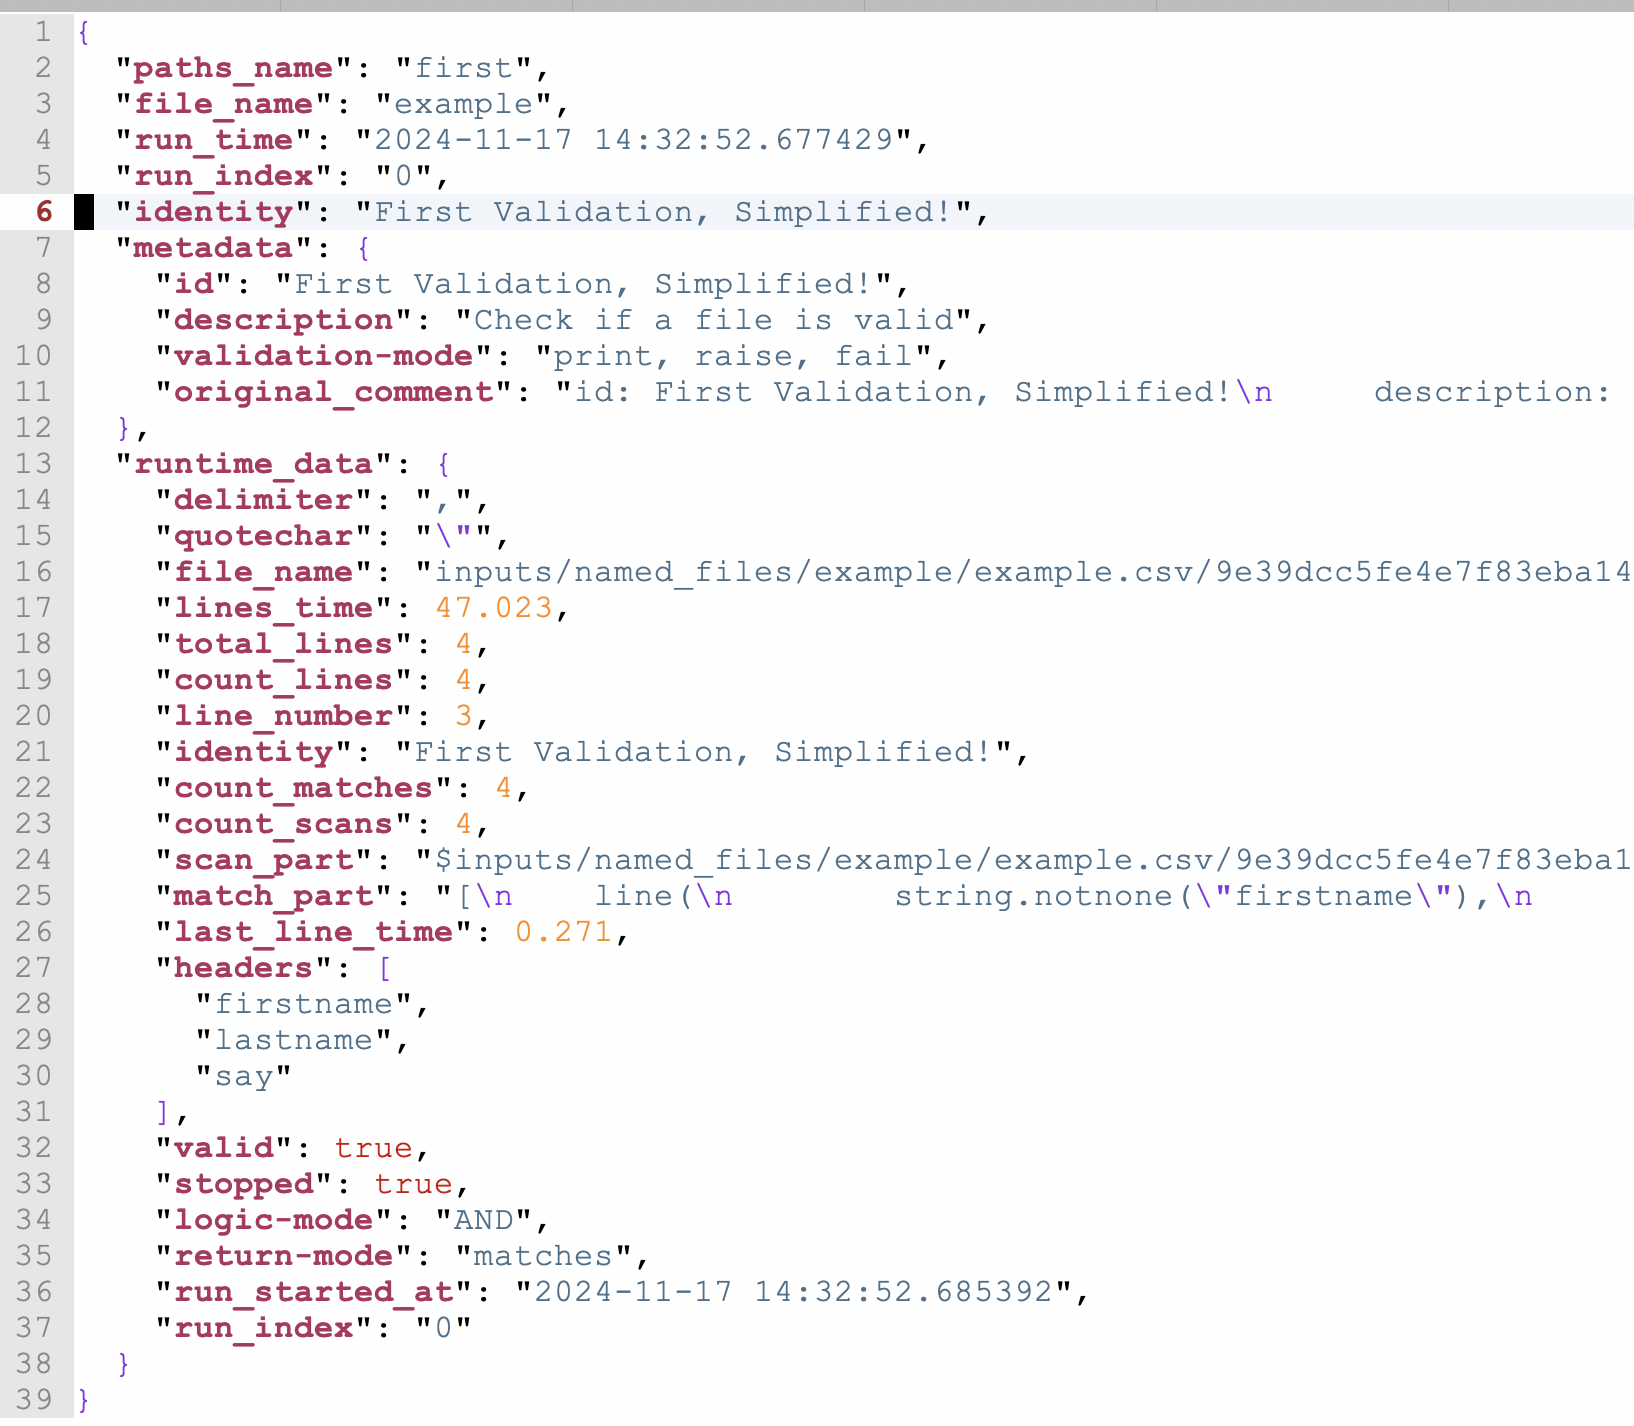 1 {
2   "paths_name": "first",
3   "file_name": "example",
4   "run_time": "2024-11-17 14:32:52.677429",
5   "run_index": "0",
6   "identity": "First Validation, Simplified!",
7   "metadata": {
8     "id": "First Validation, Simplified!",
9     "description": "Check if a file is valid",
10     "validation-mode": "print, raise, fail",
11     "original_comment": "id: First Validation, Simplified!\n     description:
12   },
13   "runtime_data": {
14     "delimiter": ",",
15     "quotechar": "\"",
16     "file_name": "inputs/named_files/example/example.csv/9e39dcc5fe4e7f83eba14
17     "lines_time": 47.023,
18     "total_lines": 4,
19     "count_lines": 4,
20     "line_number": 3,
21     "identity": "First Validation, Simplified!",
22     "count_matches": 4,
23     "count_scans": 4,
24     "scan_part": "$inputs/named_files/example/example.csv/9e39dcc5fe4e7f83eba1
25     "match_part": "[\n    line(\n        string.notnone(\"firstname\"),\n
26     "last_line_time": 0.271,
27     "headers": [
28       "firstname",
29       "lastname",
30       "say"
31     ],
32     "valid": true,
33     "stopped": true,
34     "logic-mode": "AND",
35     "return-mode": "matches",
36     "run_started_at": "2024-11-17 14:32:52.685392",
37     "run_index": "0"
38   }
39 }